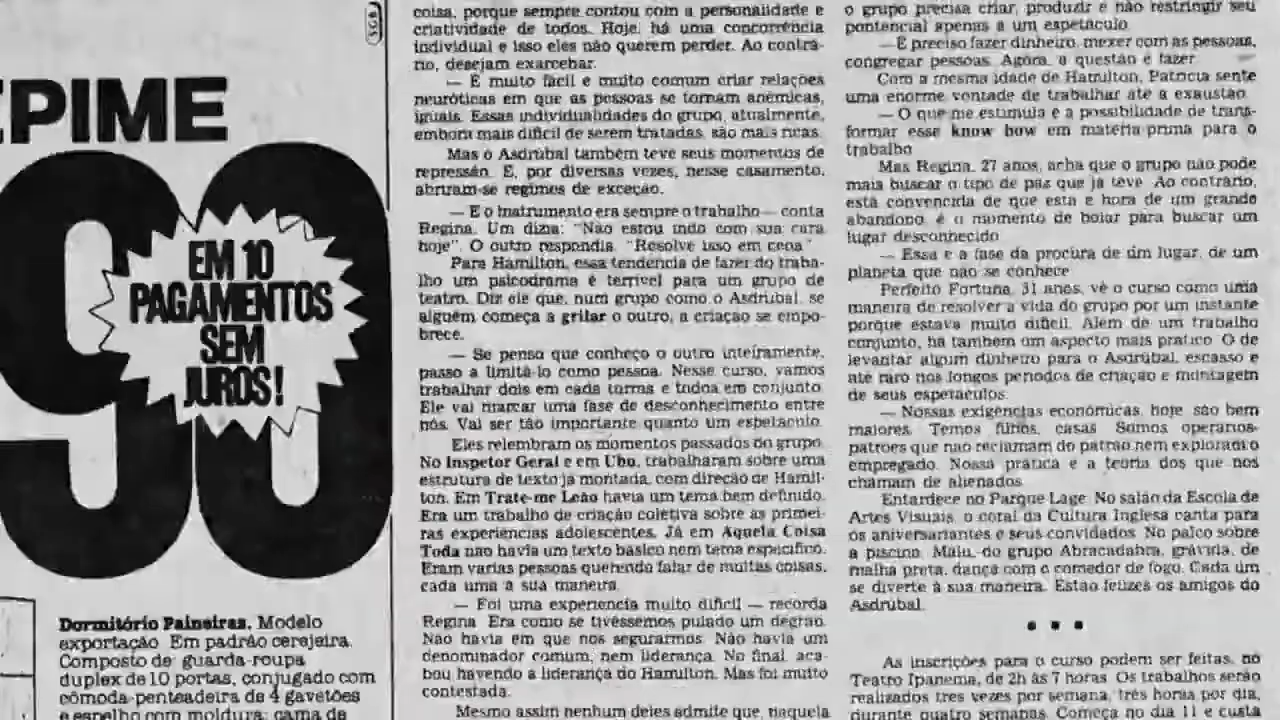 EPIME
90
EM 10
PAGAMENTOS
SEM
JUROS!
Dormitório Paineiras. Modelo
exportação. Em padrão cerejeira.
Composto de guarda-roupa
duplex de 10 portas, conjugado com
cômoda-penteadeira de 4 gavetões
e espelho com moldura; cama de
coisa, porque sempre contou com a personalidade e
criatividade de todos. Hoje, há uma concorrência
individual e isso eles não querem perder. Ao contrá-
rio, desejam exarcebar.
— É muito fácil e muito comum criar relações
neuróticas em que as pessoas se tornam anêmicas,
iguais. Essas individualidades do grupo, atualmente,
embora mais difícil de serem tratadas, são mais ricas.
Mas o Asdrúbal também teve seus momentos de
repressão. E, por diversas vezes, nesse casamento,
abriram-se regimes de exceção.
— E o instrumento era sempre o trabalho — conta
Regina. Um dizia: "Não estou indo com sua cara
hoje". O outro respondia: "Resolve isso em cena."
Para Hamilton, essa tendência de fazer do traba-
lho um psicodrama é terrível para um grupo de
teatro. Diz ele que, num grupo como o Asdrúbal, se
alguém começa a grilar o outro, a criação se empo-
brece.
— Se penso que conheço o outro inteiramente,
passo a limitá-lo como pessoa. Nesse curso, vamos
trabalhar dois em cada turma e todos em conjunto.
Ele vai marcar uma fase de desconhecimento entre
nós. Vai ser tão importante quanto um espetáculo.
Eles relembram os momentos passados do grupo.
No Inspetor Geral e em Ubu, trabalharam sobre uma
estrutura de texto já montada, com direção de Hamil-
ton. Em Trate-me Leão havia um tema bem definido.
Era um trabalho de criação coletiva sobre as primei-
ras experiências adolescentes. Já em Aquela Coisa
Toda não havia um texto básico nem tema específico.
Eram várias pessoas querendo falar de muitas coisas,
cada uma à sua maneira.
— Foi uma experiência muito difícil — recorda
Regina. Era como se tivéssemos pulado um degrau.
Não havia em que nos segurarmos. Não havia um
denominador comum, nem liderança. No final, aca-
bou havendo a liderança do Hamilton. Mas foi muito
contestada.
Mesmo assim nenhum deles admite que, naquela
o grupo precisa criar, produzir e não restringir seu
pontencial apenas a um espetáculo.
— É preciso fazer dinheiro, mexer com as pessoas,
congregar pessoas. Agora, a questão é fazer.
Com a mesma idade de Hamilton, Patricia sente
uma enorme vontade de trabalhar até a exaustão.
— O que me estimula é a possibilidade de trans-
formar esse know how em matéria-prima para o
trabalho.
Mas Regina, 27 anos, acha que o grupo não pode
mais buscar o tipo de paz que já teve. Ao contrário,
está convencida de que esta é hora de um grande
abandono, é o momento de boiar para buscar um
lugar desconhecido.
— Essa é a fase da procura de um lugar, de um
planeta que não se conhece.
Perfeito Fortuna, 31 anos, vê o curso como uma
maneira de resolver a vida do grupo por um instante
porque estava muito difícil. Além de um trabalho
conjunto, há também um aspecto mais prático. O de
levantar algum dinheiro para o Asdrúbal, escasso e
até raro nos longos períodos de criação e montagem
de seus espetáculos.
— Nossas exigências econômicas, hoje, são bem
maiores. Temos filhos, casas. Somos operários-
patrões que não reclamam do patrão nem exploram o
empregado. Nossa prática é a teoria dos que nos
chamam de alienados.
Entardece no Parque Lage. No salão da Escola de
Artes Visuais, o coral da Cultura Inglesa canta para
os aniversariantes e seus convidados. No palco sobre
a piscina, Malu, do grupo Abracadabra, grávida, de
malha preta, dança com o comedor de fogo. Cada um
se diverte à sua maneira. Estão felizes os amigos do
Asdrúbal.
• • •
As inscrições para o curso podem ser feitas, no
Teatro Ipanema, de 2h às 7 horas. Os trabalhos serão
realizados três vezes por semana, três horas por dia,
durante quatro semanas. Começa no dia 11 e custa